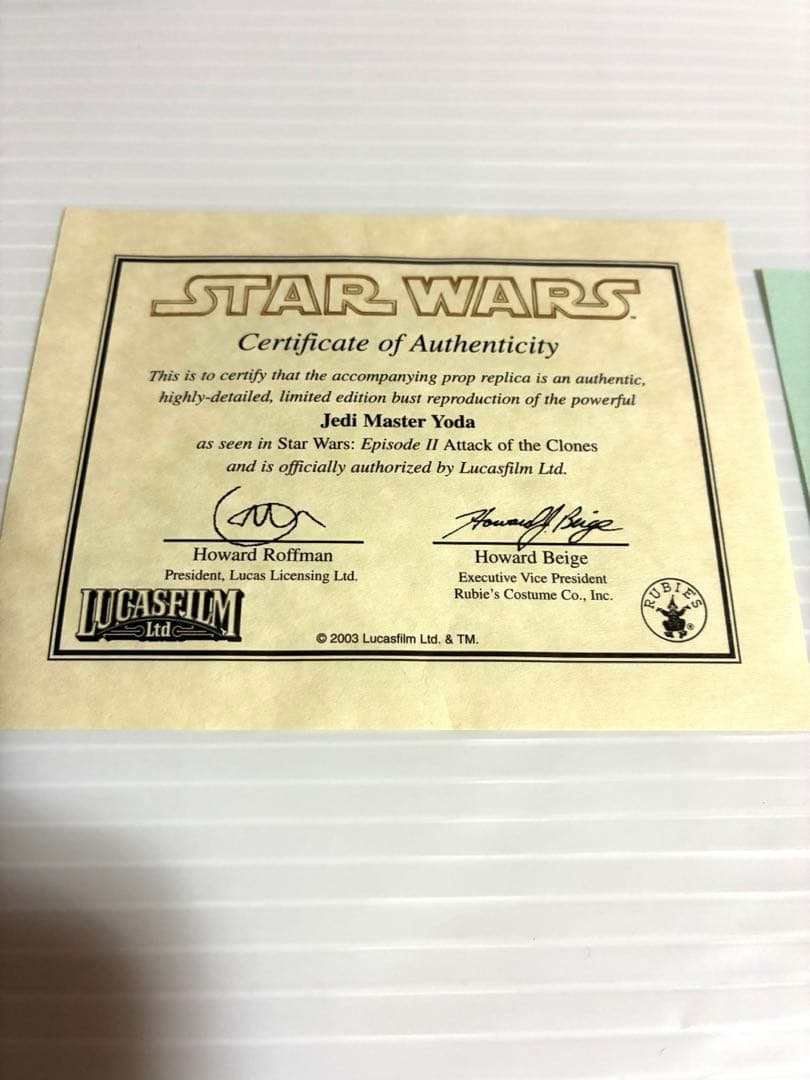 STAR WARS
TM
Certificate of Authenticity
This is to certify that the accompanying prop replica is an authentic,
highly-detailed, limited edition bust reproduction of the powerful
Jedi Master Yoda
as seen in Star Wars: Episode II Attack of the Clones
and is officially authorized by Lucasfilm Ltd.
Howard J. Beige
Howard Roffman
President, Lucas Licensing Ltd.
Howard Beige
Executive Vice President
Rubie's Costume Co., Inc.
LUCASFILM
Ltd
© 2003 Lucasfilm Ltd. & TM.
RUBIE'S
®